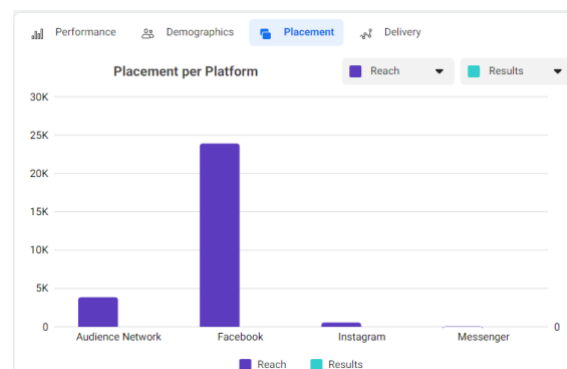 Performance Demographics Placement Delivery
Placement per Platform Reach Results
30K
25K
20K
15K
10K
5K
0 0
Audience Network Facebook Instagram Messenger
Reach Results